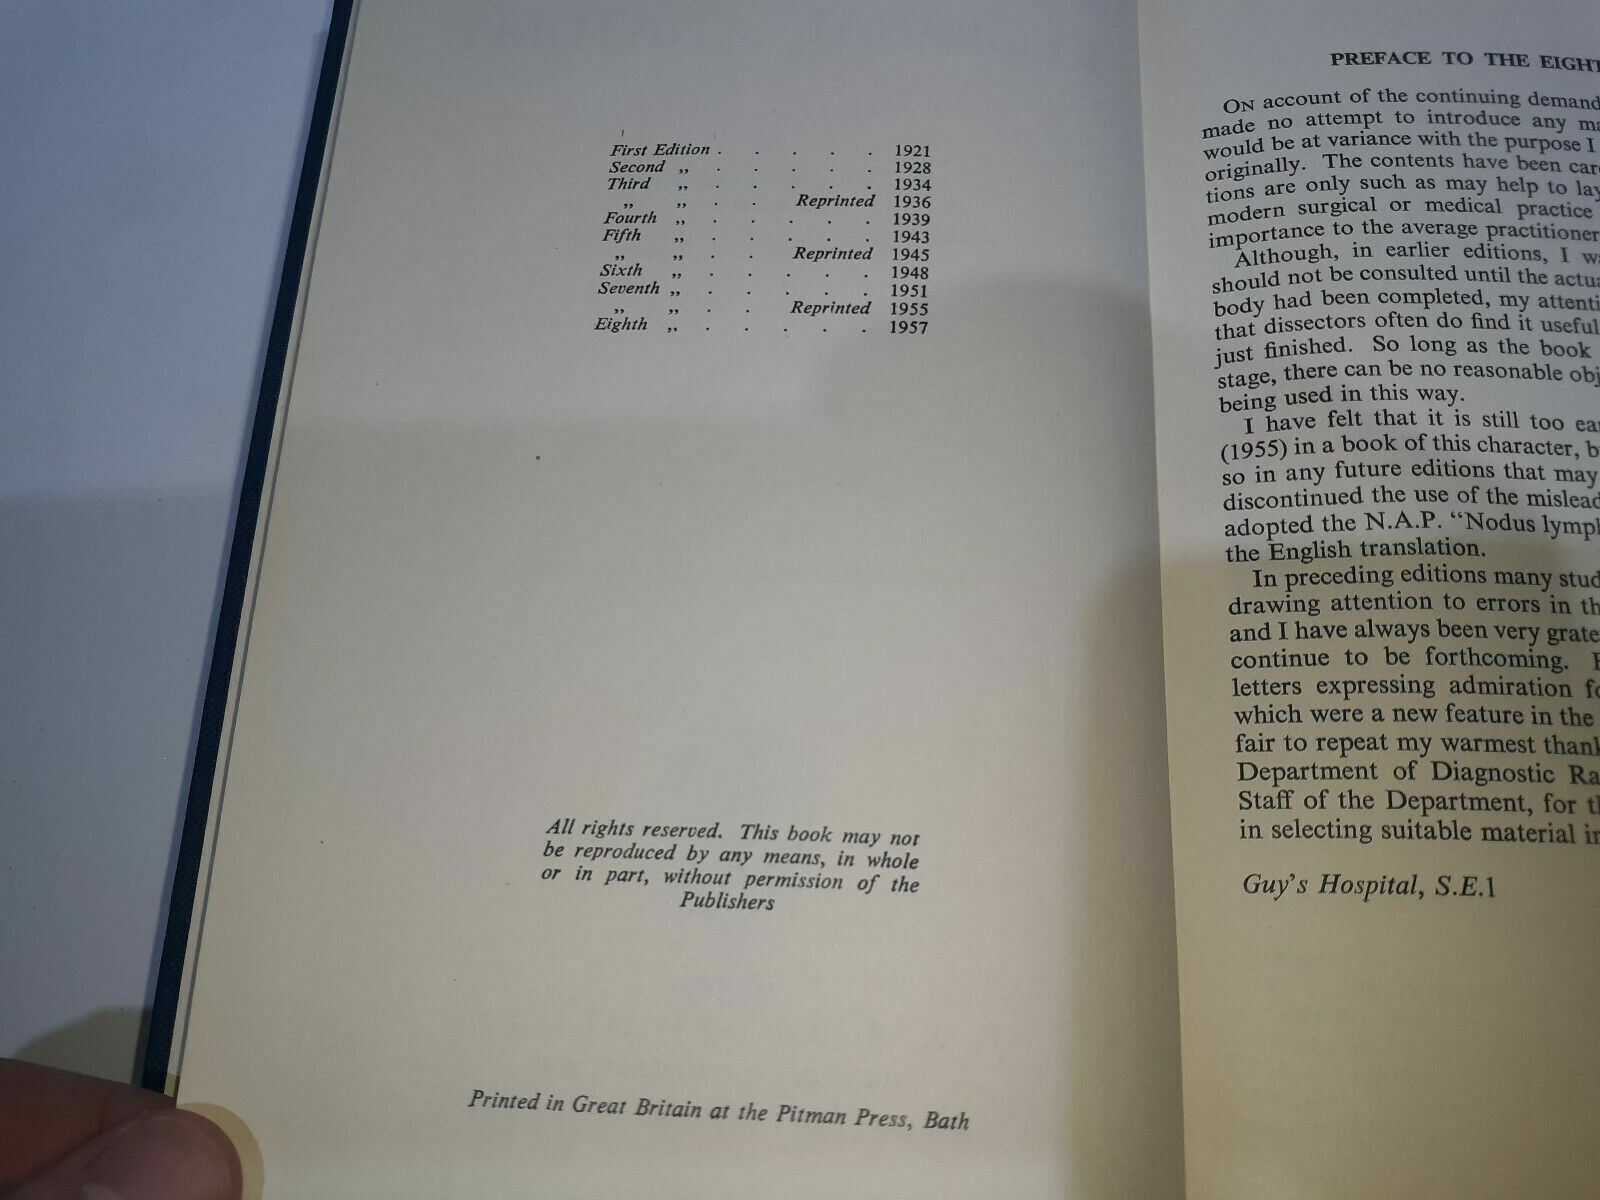 First Edition . . . . . 1921
Second ,, . . . . . 1928
Third ,, . . . . . 1934
,, ,, . . Reprinted 1936
Fourth ,, . . . . . 1939
Fifth ,, . . . . . 1943
,, ,, . . Reprinted 1945
Sixth ,, . . . . . 1948
Seventh ,, . . . . . 1951
,, ,, . . Reprinted 1955
Eighth ,, . . . . . 1957
All rights reserved. This book may not
be reproduced by any means, in whole
or in part, without permission of the
Publishers
Printed in Great Britain at the Pitman Press, Bath
PREFACE TO THE EIGHT
ON account of the continuing demand
made no attempt to introduce any
would be at variance with the purpose I
originally. The contents have been
tions are only such as may help to
modern surgical or medical practice
importance to the average practitioner
Although, in earlier editions, I
should not be consulted until the
body had been completed, my
that dissectors often do find it useful
just finished. So long as the book
stage, there can be no reasonable
being used in this way.
I have felt that it is still too
(1955) in a book of this character,
so in any future editions that may
discontinued the use of the
adopted the N.A.P. "Nodus
the English translation.
In preceding editions many
drawing attention to errors in
and I have always been very
continue to be forthcoming.
letters expressing admiration
which were a new feature in the
fair to repeat my warmest
Department of Diagnostic
Staff of the Department, for
in selecting suitable material
Guy's Hospital, S.E.1